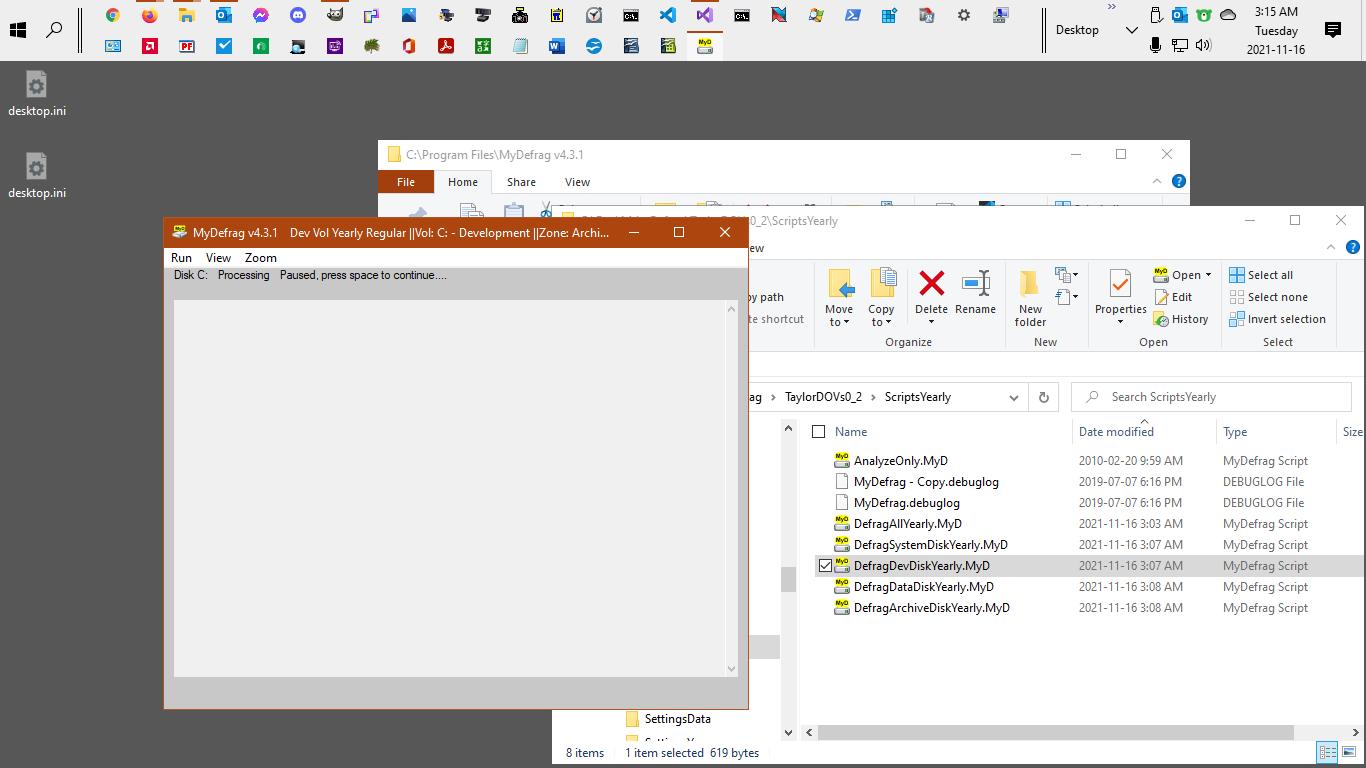 3:15 AM
Desktop
Tuesday
2021-11-16
desktop.ini
desktop.ini
C:\Program Files\MyDefrag v4.3.1
File Home Share View
\ScriptsYearly
MyDefrag v4.3.1 Dev Vol Yearly Regular ||Vol: C: - Development ||Zone: Archi...
Run View Zoom
Disk C: Processing Paused, press space to continue....
ew
py path
te shortcut
Move to
Copy to
Delete
Rename
New folder
Properties
Open
Edit
History
Select all
Select none
Invert selection
Organize
New
Open
Select
ag › TaylorDOVs0_2 › ScriptsYearly
Search ScriptsYearly
Name Date modified Type Size
AnalyzeOnly.MyD 2010-02-20 9:59 AM MyDefrag Script
MyDefrag - Copy.debuglog 2019-07-07 6:16 PM DEBUGLOG File
MyDefrag.debuglog 2019-07-07 6:16 PM DEBUGLOG File
DefragAllYearly.MyD 2021-11-16 3:03 AM MyDefrag Script
DefragSystemDiskYearly.MyD 2021-11-16 3:07 AM MyDefrag Script
DefragDevDiskYearly.MyD 2021-11-16 3:07 AM MyDefrag Script
DefragDataDiskYearly.MyD 2021-11-16 3:08 AM MyDefrag Script
DefragArchiveDiskYearly.MyD 2021-11-16 3:08 AM MyDefrag Script
SettingsData
8 items 1 item selected 619 bytes